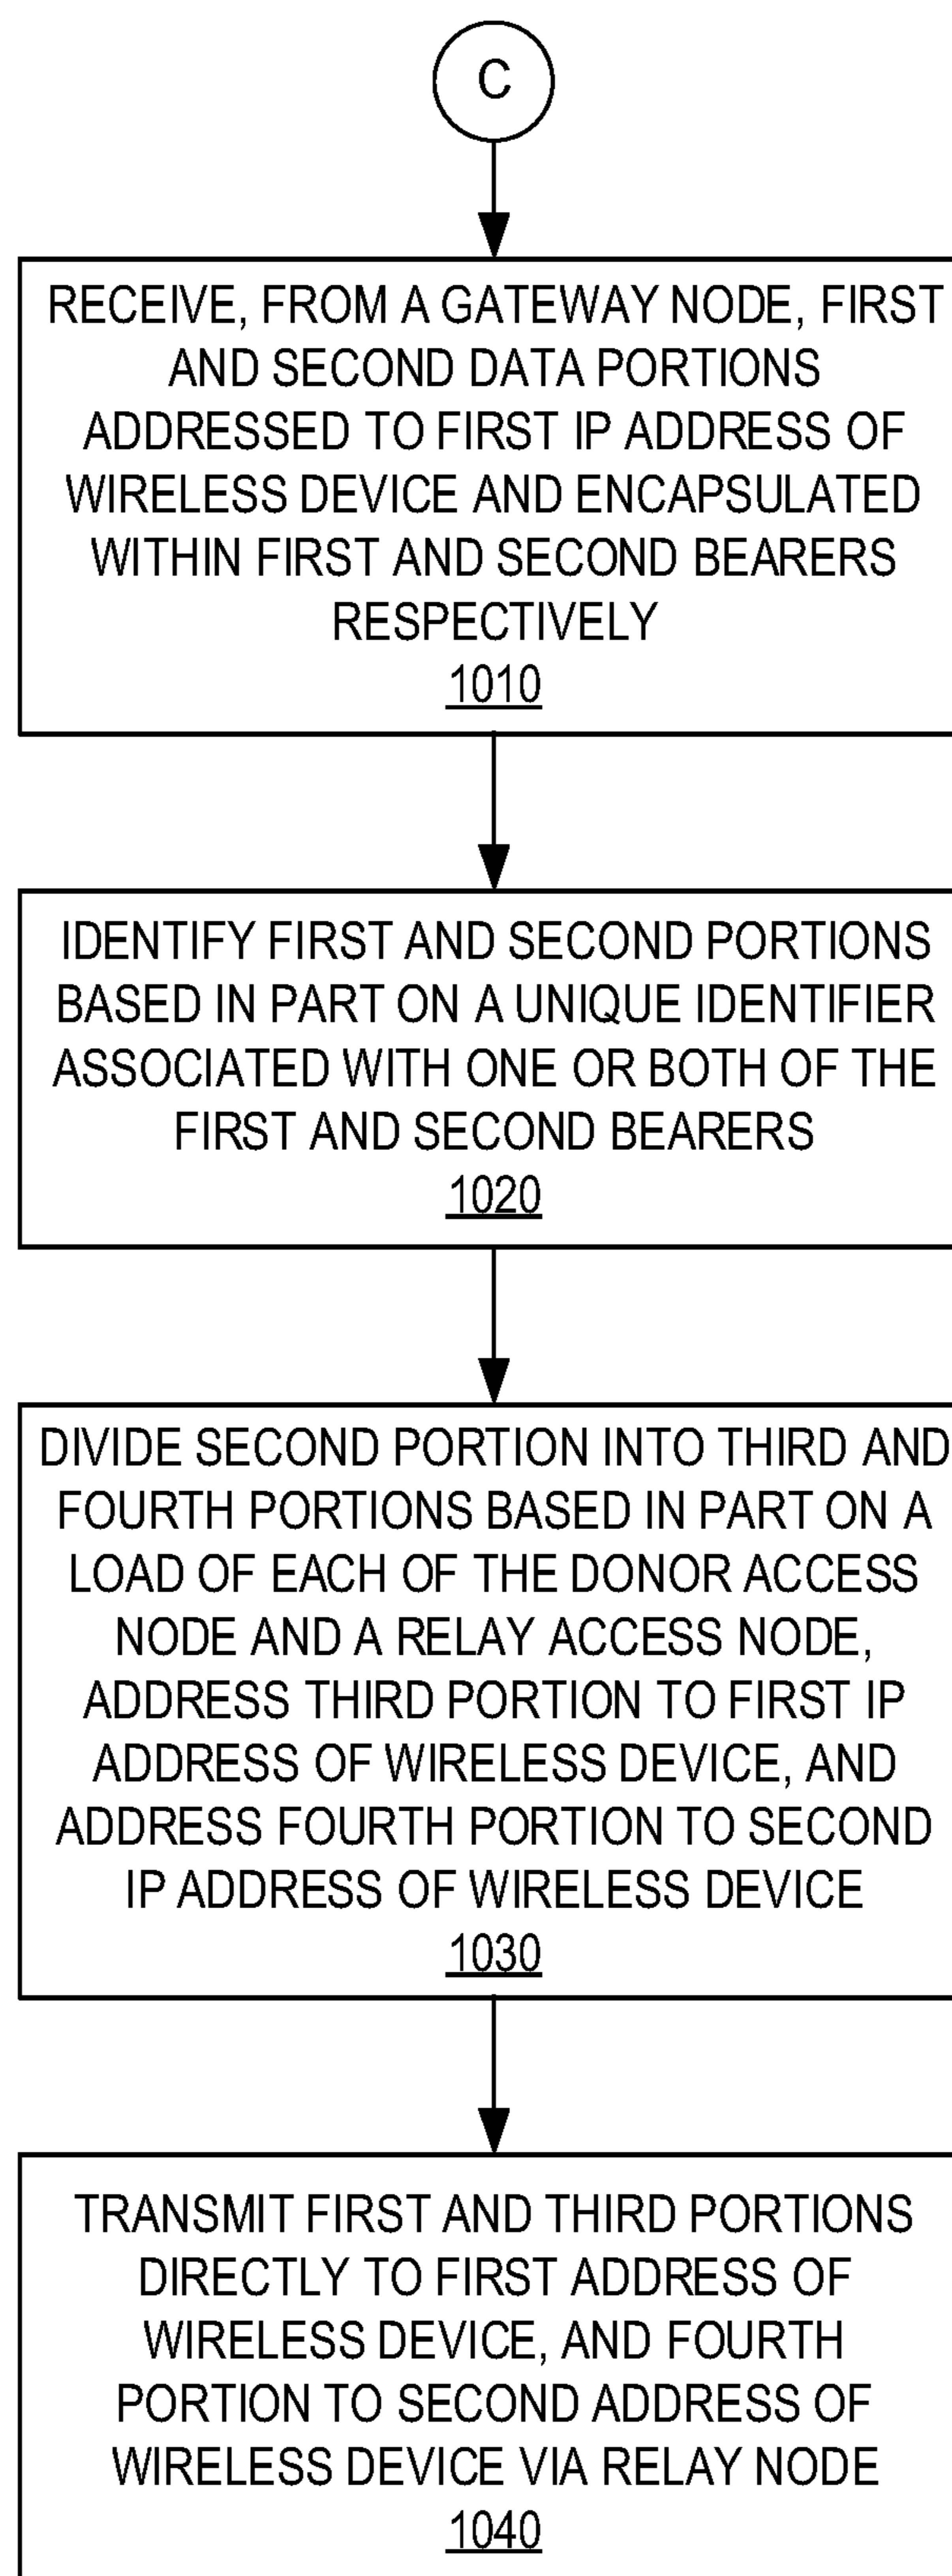 C
RECEIVE, FROM A GATEWAY NODE, FIRST
AND SECOND DATA PORTIONS
ADDRESSED TO FIRST IP ADDRESS OF
WIRELESS DEVICE AND ENCAPSULATED
WITHIN FIRST AND SECOND BEARERS
RESPECTIVELY
1010
IDENTIFY FIRST AND SECOND PORTIONS
BASED IN PART ON A UNIQUE IDENTIFIER
ASSOCIATED WITH ONE OR BOTH OF THE
FIRST AND SECOND BEARERS
1020
DIVIDE SECOND PORTION INTO THIRD AND
FOURTH PORTIONS BASED IN PART ON A
LOAD OF EACH OF THE DONOR ACCESS
NODE AND A RELAY ACCESS NODE,
ADDRESS THIRD PORTION TO FIRST IP
ADDRESS OF WIRELESS DEVICE, AND
ADDRESS FOURTH PORTION TO SECOND
IP ADDRESS OF WIRELESS DEVICE
1030
TRANSMIT FIRST AND THIRD PORTIONS
DIRECTLY TO FIRST ADDRESS OF
WIRELESS DEVICE, AND FOURTH
PORTION TO SECOND ADDRESS OF
WIRELESS DEVICE VIA RELAY NODE
1040